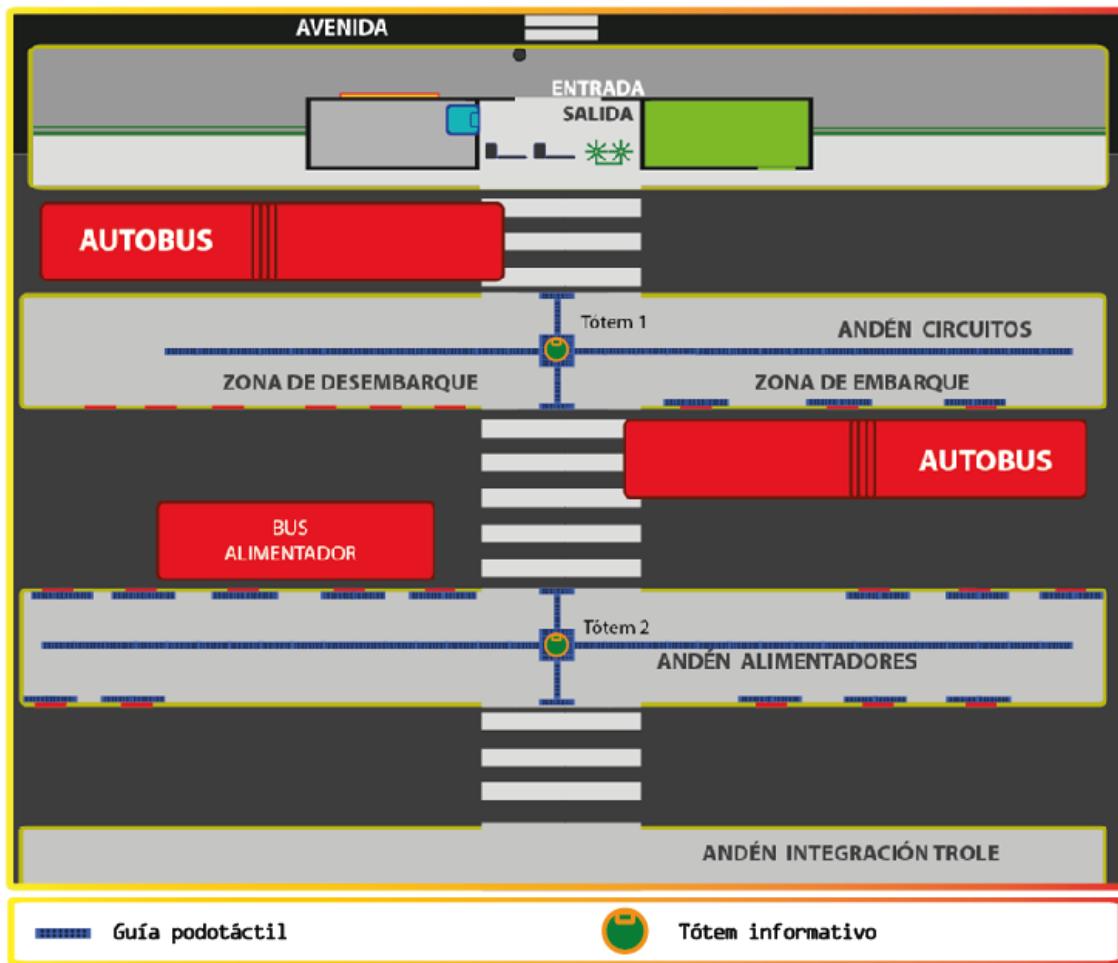 AVENIDA
ENTRADA
SALIDA
AUTOBUS
Tótem 1
ANDÉN CIRCUITOS
ZONA DE DESEMBARQUE
ZONA DE EMBARQUE
AUTOBUS
BUS
ALIMENTADOR
Tótem 2
ANDÉN ALIMENTADORES
ANDÉN INTEGRACIÓN TROLE
Guía podotáctil
Tótem informativo